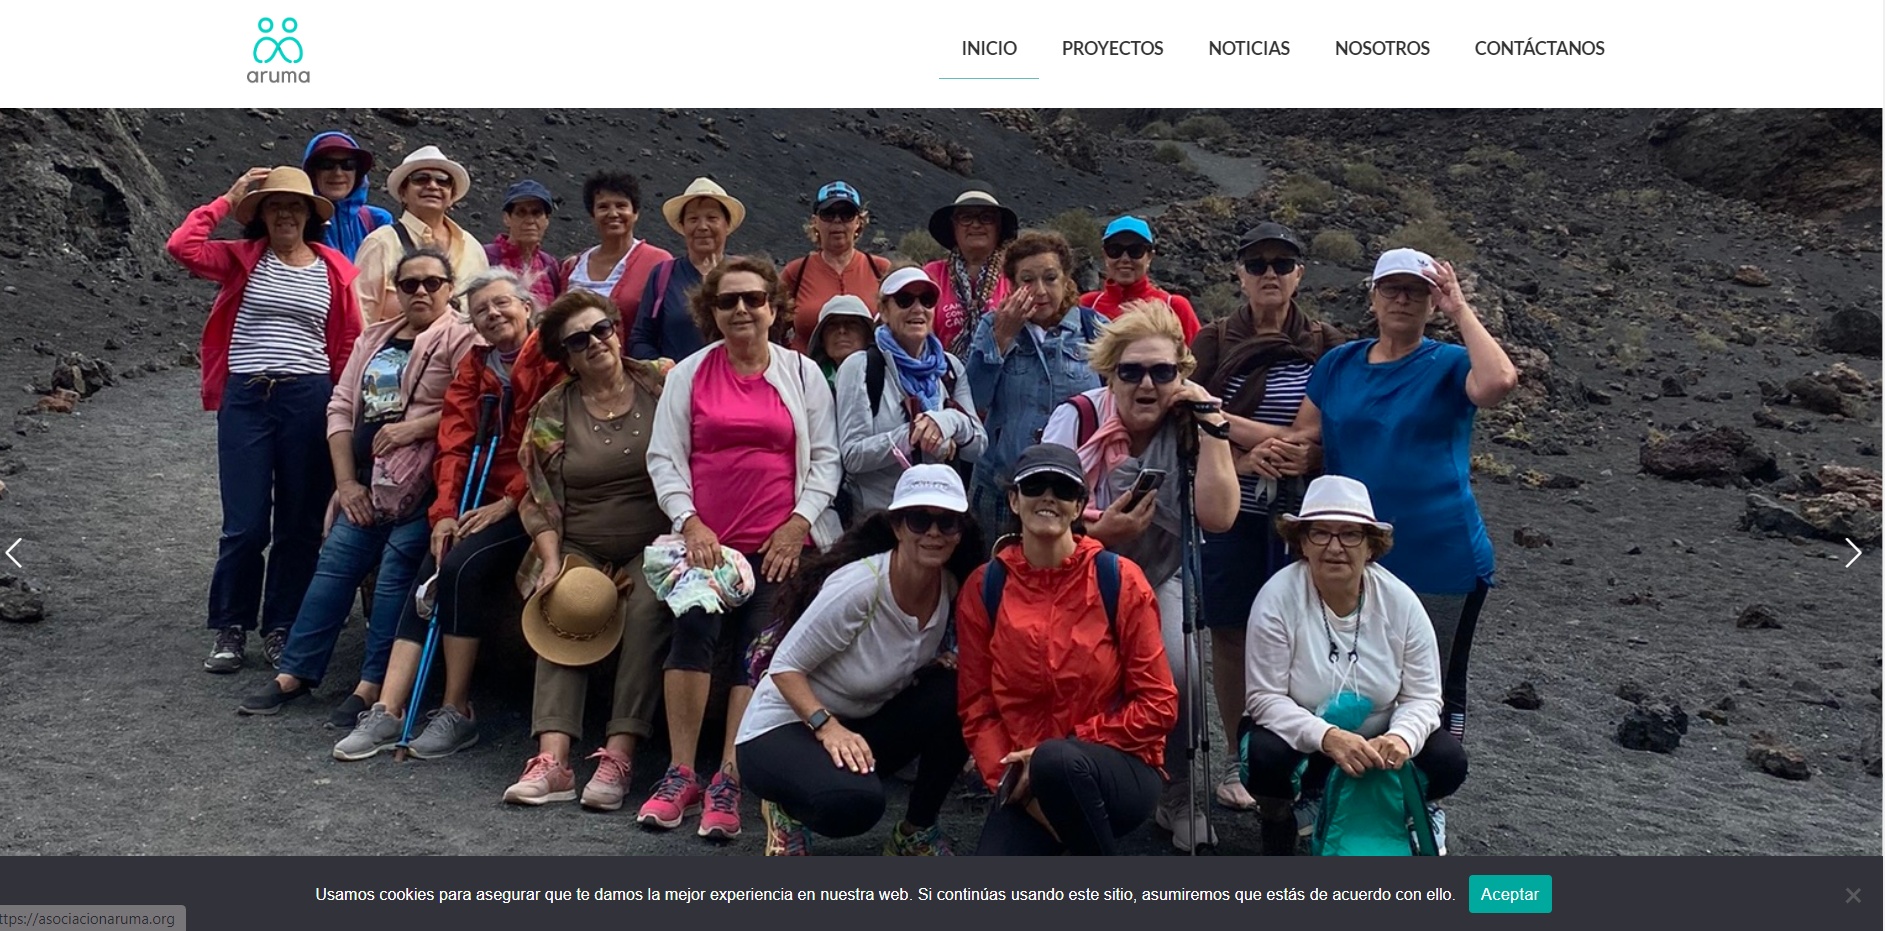 aruma
INICIO PROYECTOS NOTICIAS NOSOTROS CONTÁCTANOS
Usamos cookies para asegurar que te damos la mejor experiencia en nuestra web. Si continúas usando este sitio, asumiremos que estás de acuerdo con ello. Aceptar
ttps://asociacionaruma.org